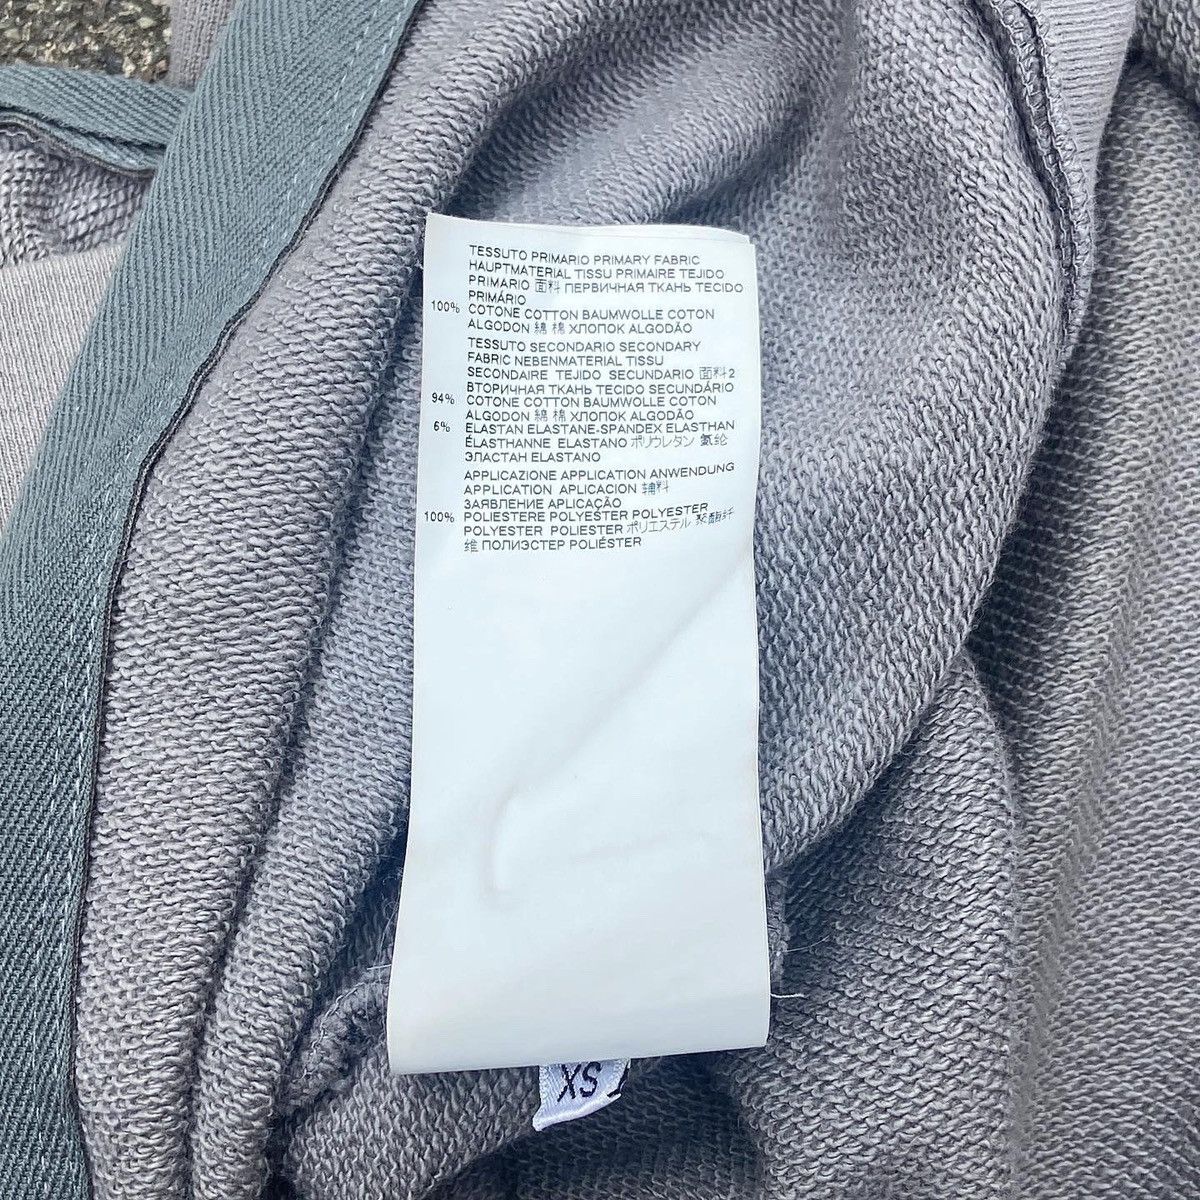 TESSUTO PRIMARIO PRIMARY FABRIC
HAUPTMATERIAL TISSU PRIMAIRE TEJIDO
PRIMARIO 面料 ПЕРВИЧНАЯ ТКАНЬ TECIDO
PRIMÁRIO
100% COTONE COTTON BAUMWOLLE COTON
ALGODON 綿 棉 ХЛОПОК ALGODÃO
TESSUTO SECONDARIO SECONDARY
FABRIC NEBENMATERIAL TISSU
SECONDAIRE TEJIDO SECUNDARIO 面料2
ВТОРИЧНАЯ ТКАНЬ TECIDO SECUNDÁRIO
94% COTONE COTTON BAUMWOLLE COTON
ALGODON 綿 棉 ХЛОПОК ALGODÃO
6% ELASTAN ELASTANE-SPANDEX ELASTHAN
ÉLASTHANNE ELASTANO ポリウレタン 氨纶
ЭЛАСТАН ELASTANO
APPLICAZIONE APPLICATION ANWENDUNG
APPLICATION APLICACION 辅料
ЗАЯВЛЕНИЕ APLICAÇÃO
100% POLIESTERE POLYESTER POLYESTER
POLYESTER POLIESTER ポリエステル 聚酯纤
维 ПОЛИЭСТЕР POLIÉSTER
XS